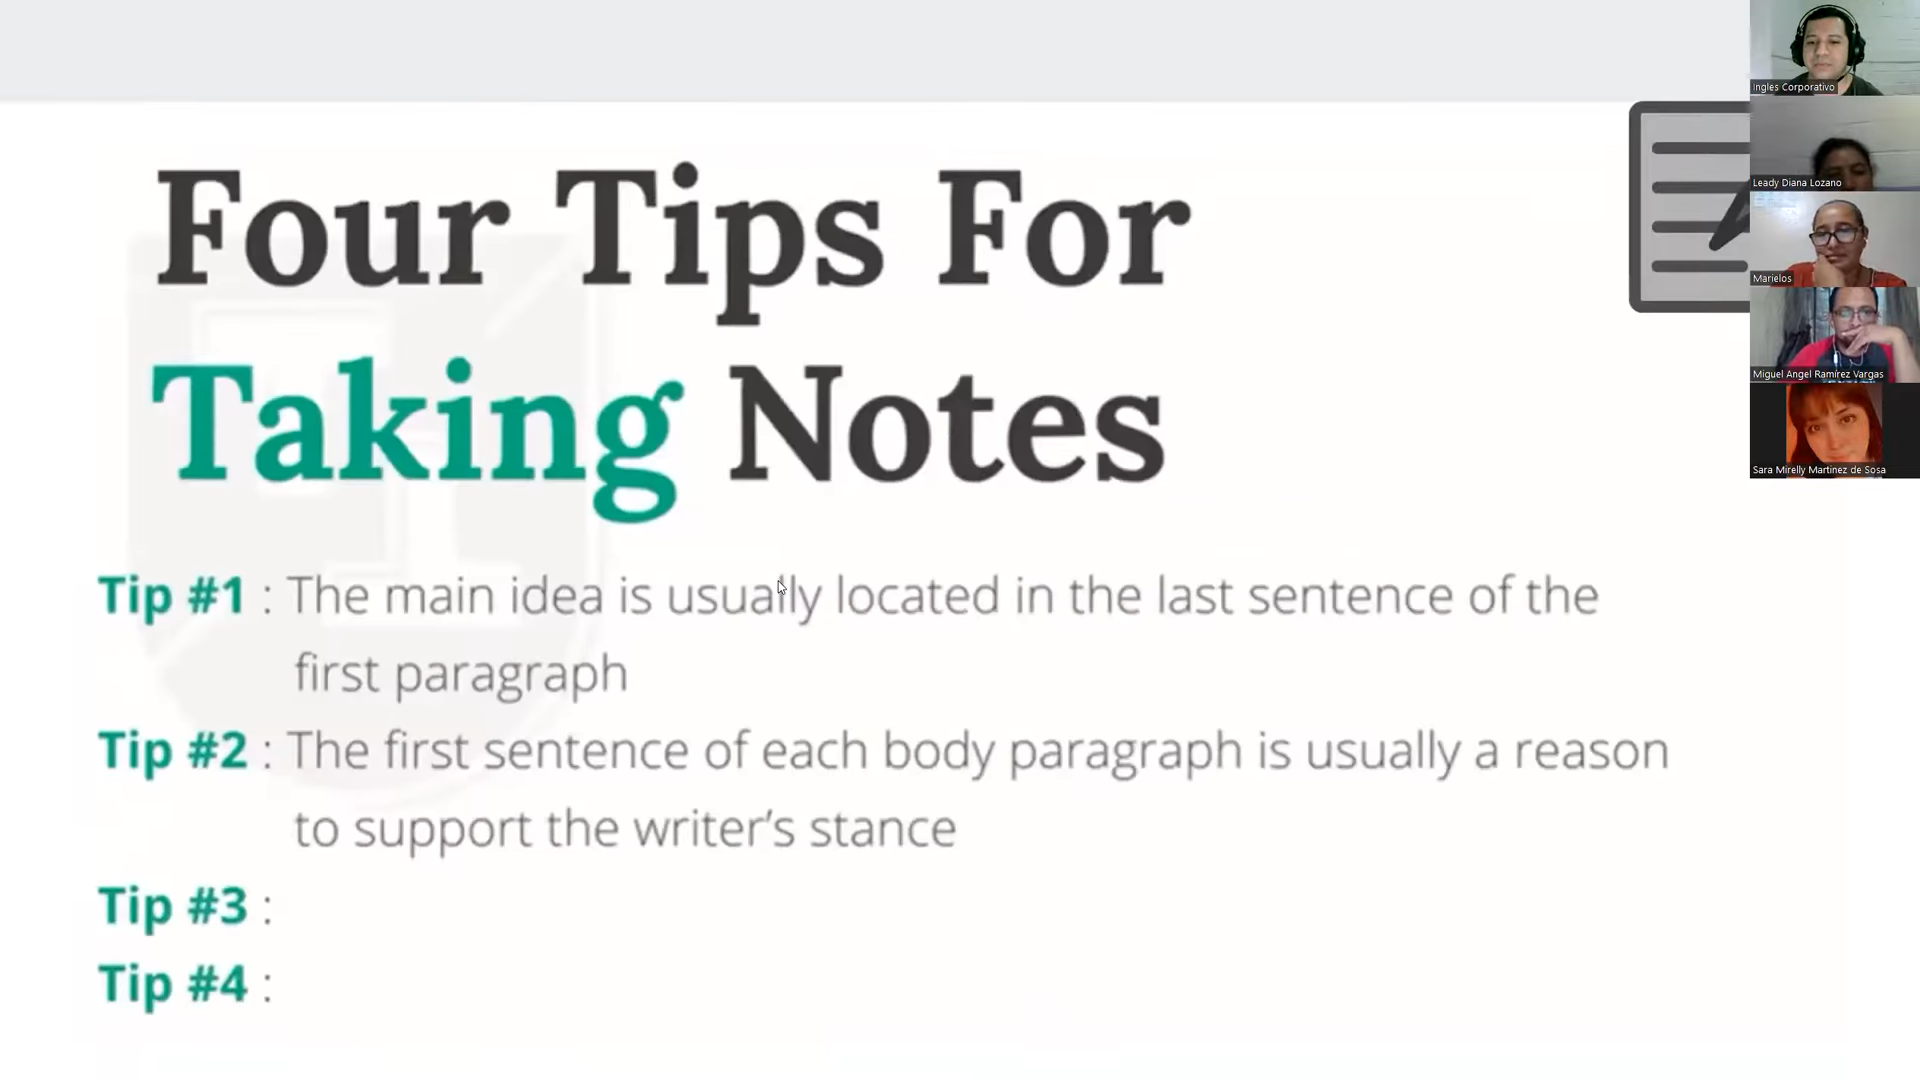 Four Tips For
Taking Notes
Tip #1 : The main idea is usually located in the last sentence of the
first paragraph
Tip #2 : The first sentence of each body paragraph is usually a reason
to support the writer's stance
Tip #3 :
Tip #4 :
Ingles Corporativo
Leady Diana Lozano
Marielos
Miguel Angel Ramírez Vargas
Sara Mirelly Martinez de Sosa